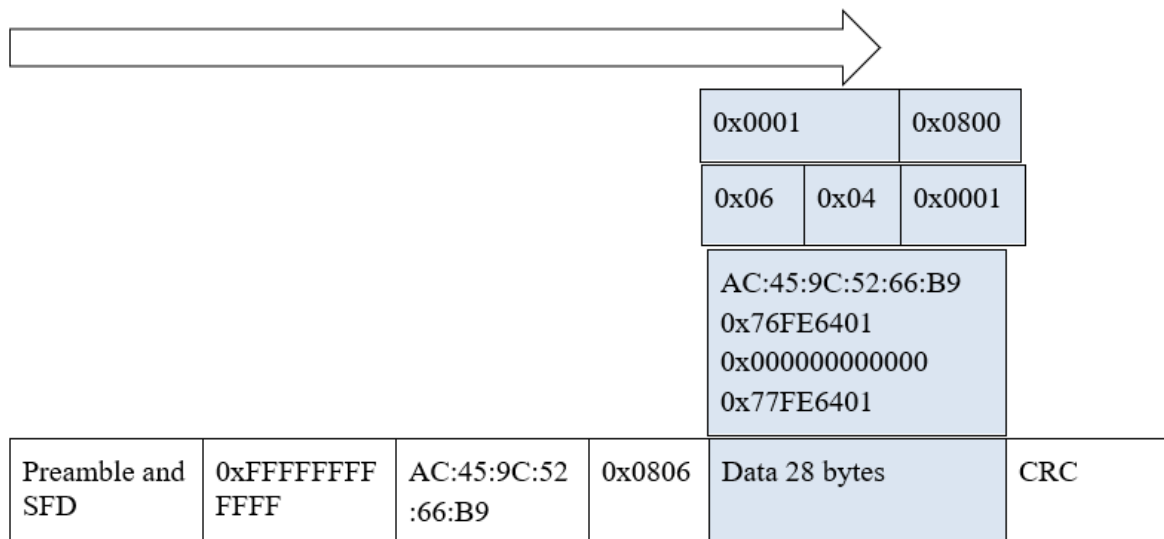 0x0001 0x0800
0x06 0x04 0x0001
AC:45:9C:52:66:B9
0x76FE6401
0x000000000000
0x77FE6401
Preamble and SFD
0xFFFFFFFF
FFFF
AC:45:9C:52
:66:B9
0x0806
Data 28 bytes
CRC